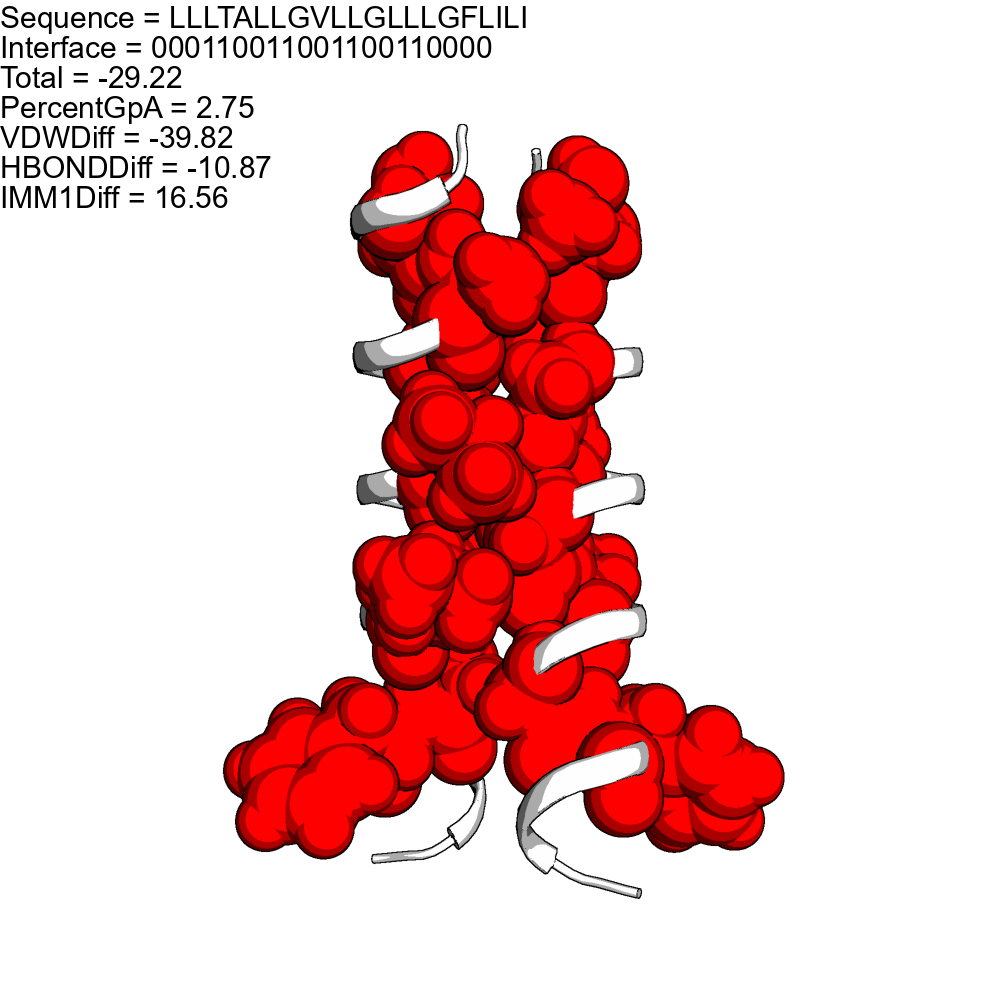 Sequence = LLLTALLGVLLGLLLGFLILI
Interface = 000110011001100110000
Total = -29.22
PercentGpA = 2.75
VDWDiff = -39.82
HBONDDiff = -10.87
IMM1Diff = 16.56